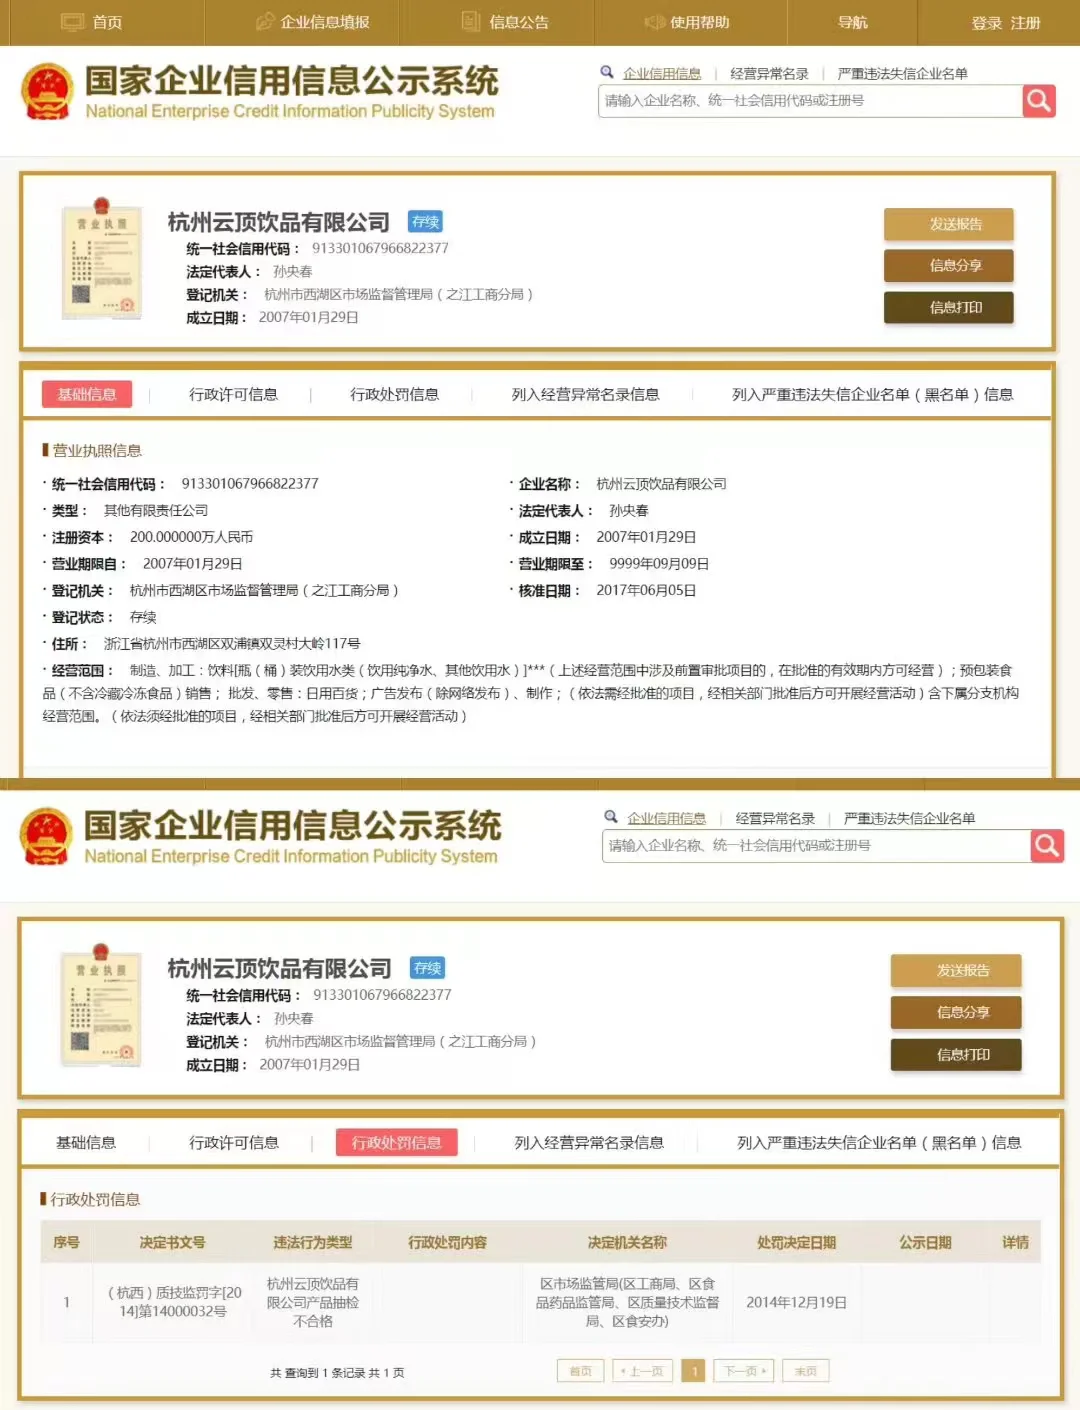 首页 企业信息填报 信息公告 使用帮助 导航 登录 注册
国家企业信用信息公示系统
National Enterprise Credit Information Publicity System
企业信用信息 | 经营异常名录 | 严重违法失信企业名单
请输入企业名称、统一社会信用代码或注册号
营业执照
杭州云顶饮品有限公司 存续
统一社会信用代码： 913301067966822377
法定代表人： 孙央春
登记机关： 杭州市西湖区市场监督管理局（之江工商分局）
成立日期： 2007年01月29日
发送报告
信息分享
信息打印
基础信息 | 行政许可信息 | 行政处罚信息 | 列入经营异常名录信息 | 列入严重违法失信企业名单（黑名单）信息
营业执照信息
· 统一社会信用代码： 913301067966822377 · 企业名称： 杭州云顶饮品有限公司
· 类型： 其他有限责任公司 · 法定代表人： 孙央春
· 注册资本： 200.000000万人民币 · 成立日期： 2007年01月29日
· 营业期限自： 2007年01月29日 · 营业期限至： 9999年09月09日
· 登记机关： 杭州市西湖区市场监督管理局（之江工商分局） · 核准日期： 2017年06月05日
· 登记状态： 存续
· 住所： 浙江省杭州市西湖区双浦镇双灵村大岭117号
· 经营范围： 制造、加工：饮料[瓶（桶）装饮用水类（饮用纯净水、其他饮用水）]***（上述经营范围中涉及前置审批项目的，在批准的有效期内方可经营）；预包装食
品（不含冷藏冷冻食品）销售； 批发、零售：日用百货；广告发布（除网络发布）、制作；（依法需经批准的项目，经相关部门批准后方可开展经营活动）含下属分支机构
经营范围。（依法须经批准的项目，经相关部门批准后方可开展经营活动）
国家企业信用信息公示系统
National Enterprise Credit Information Publicity System
企业信用信息 | 经营异常名录 | 严重违法失信企业名单
请输入企业名称、统一社会信用代码或注册号
营业执照
杭州云顶饮品有限公司 存续
统一社会信用代码： 913301067966822377
法定代表人： 孙央春
登记机关： 杭州市西湖区市场监督管理局（之江工商分局）
成立日期： 2007年01月29日
发送报告
信息分享
信息打印
基础信息 | 行政许可信息 | 行政处罚信息 | 列入经营异常名录信息 | 列入严重违法失信企业名单（黑名单）信息
行政处罚信息
序号 决定书文号 违法行为类型 行政处罚内容 决定机关名称 处罚决定日期 公示日期 详情
1
（杭西）质技监罚字[20
14]第14000032号
杭州云顶饮品有
限公司产品抽检
不合格
区市场监管局(区工商局、区食
品药品监管局、区质量技术监督
局、区食安办)
2014年12月19日
共 查询到 1 条记录 共 1 页
首页 上一页 1 下一页 末页